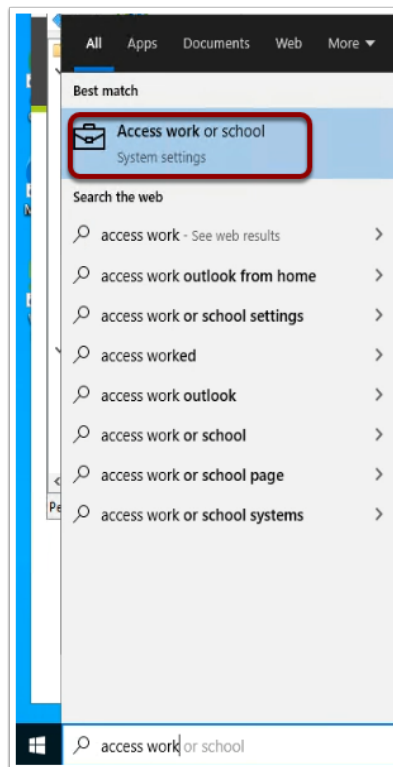 All Apps Documents Web More
Best match
Access work or school
System settings
Search the web
access work - See web results
access work outlook from home
access work or school settings
access worked
access work outlook
access work or school
access work or school page
access work or school systems
Pe
access work or school